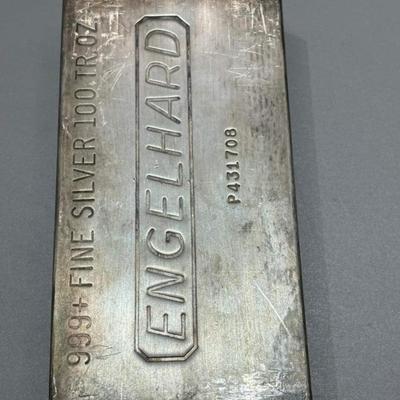 999+ FINE SILVER 100 TR.OZ
ENGELHARD
P431708